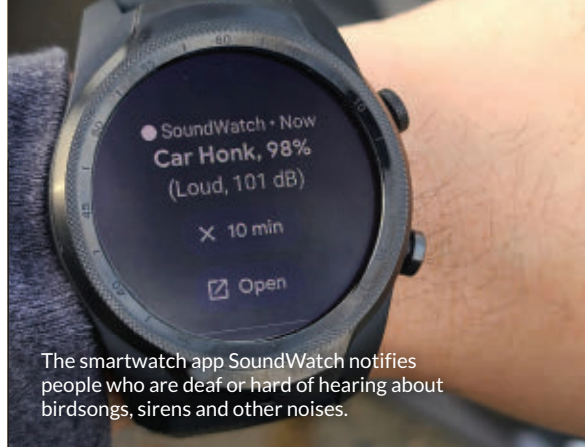 SoundWatch • Now
Car Honk, 98%
(Loud, 101 dB)
× 10 min
Open
The smartwatch app SoundWatch notifies
people who are deaf or hard of hearing about
birdsongs, sirens and other noises.